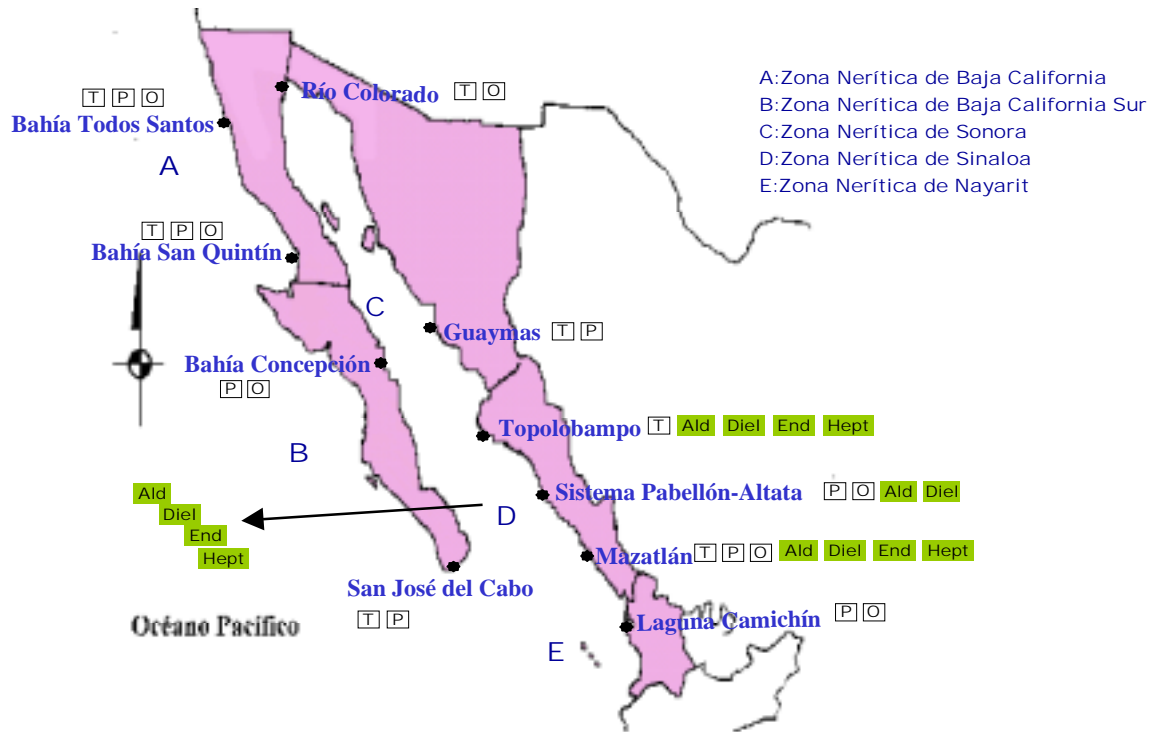 A:Zona Nerítica de Baja California
B:Zona Nerítica de Baja California Sur
C:Zona Nerítica de Sonora
D:Zona Nerítica de Sinaloa
E:Zona Nerítica de Nayarit
T P O
Bahía Todos Santos
Río Colorado T O
A
T P O
Bahía San Quintín
C
Guaymas T P
Bahía Concepción
P O
Topolobampo T Ald Diel End Hept
B
Sistema Pabellón-Altata P O Ald Diel
Ald
Diel
End
Hept
D
Mazatlán T P O Ald Diel End Hept
San José del Cabo
T P
Océano Pacífico
Laguna Camichín P O
E